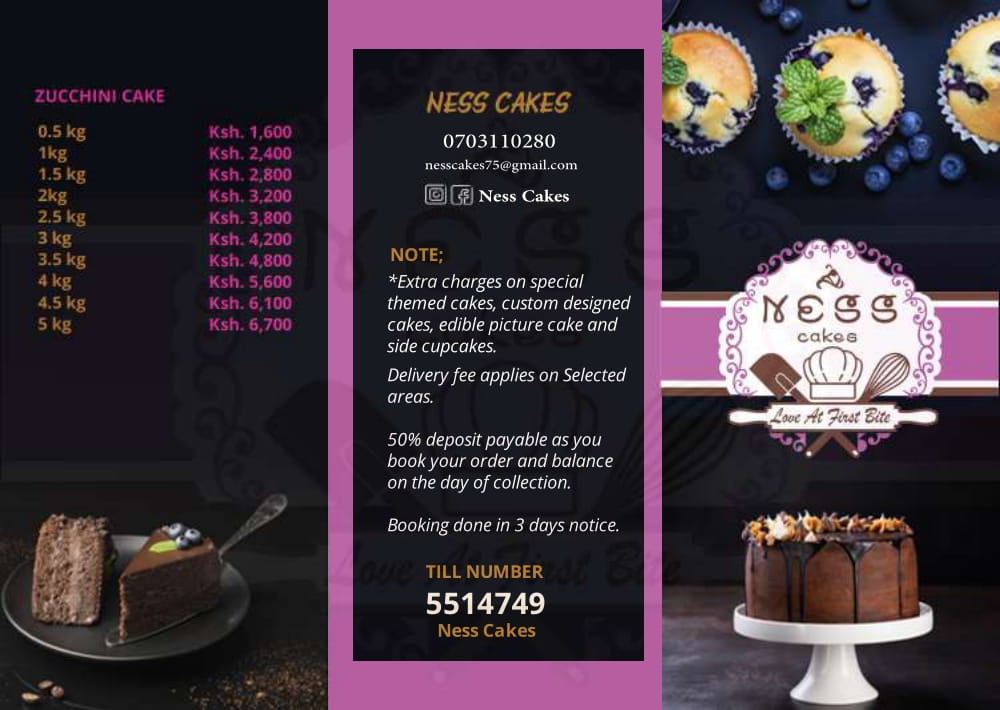 ZUCCHINI CAKE
0.5 kg Ksh. 1,600
1kg Ksh. 2,400
1.5 kg Ksh. 2,800
2kg Ksh. 3,200
2.5 kg Ksh. 3,800
3 kg Ksh. 4,200
3.5 kg Ksh. 4,800
4 kg Ksh. 5,600
4.5 kg Ksh. 6,100
5 kg Ksh. 6,700
NESS CAKES
0703110280
nesscakes75@gmail.com
Ness Cakes
NOTE;
*Extra charges on special
themed cakes, custom designed
cakes, edible picture cake and
side cupcakes.
Delivery fee applies on Selected
areas.
50% deposit payable as you
book your order and balance
on the day of collection.
Booking done in 3 days notice.
TILL NUMBER
5514749
Ness Cakes
NESS
cakes
Love At First Bite
NESS
cakes
Love At First Bite